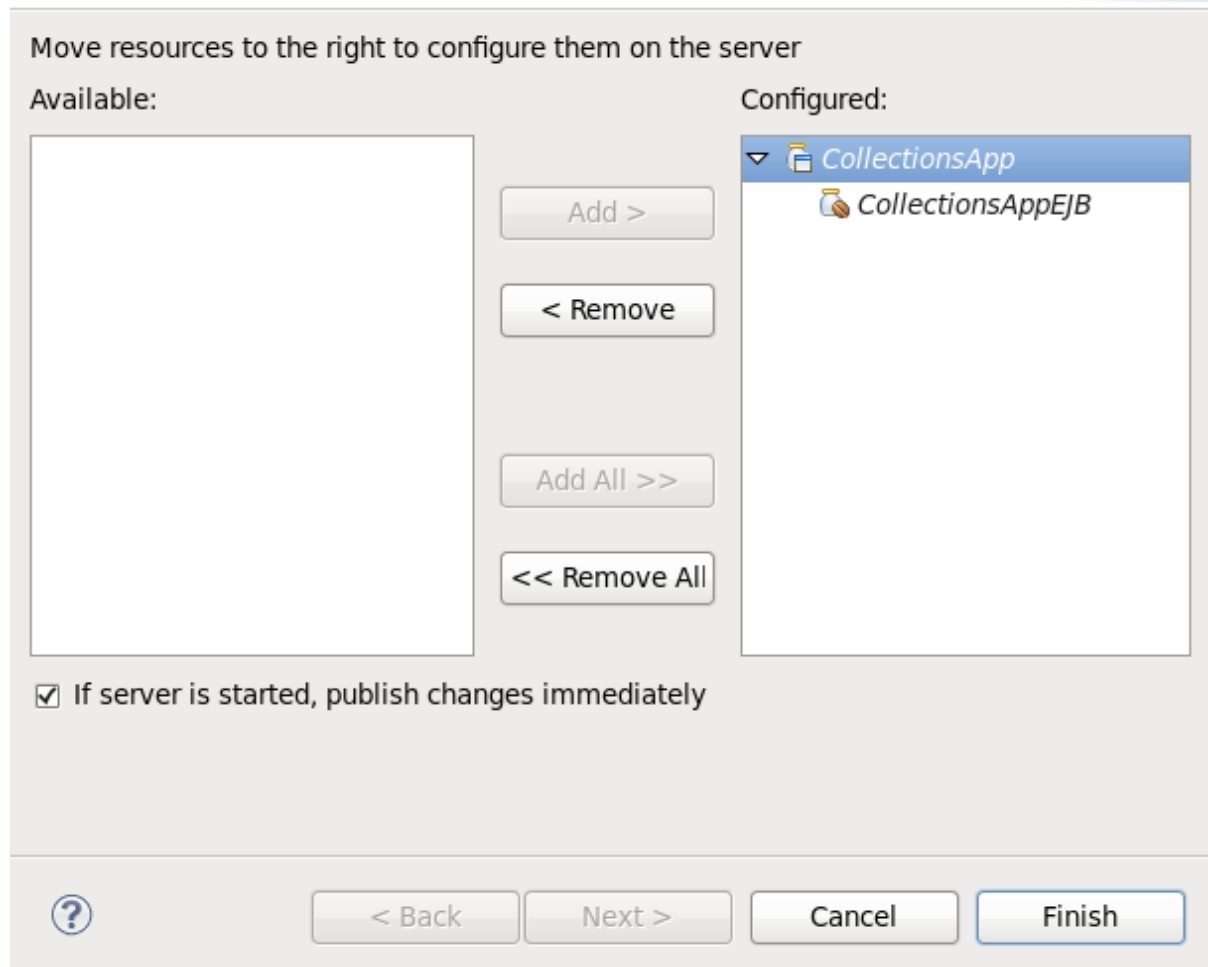 Move resources to the right to configure them on the server
Available:
Configured:
CollectionsApp
CollectionsAppEJB
Add >
< Remove
Add All >>
<< Remove All
If server is started, publish changes immediately
?
< Back
Next >
Cancel
Finish